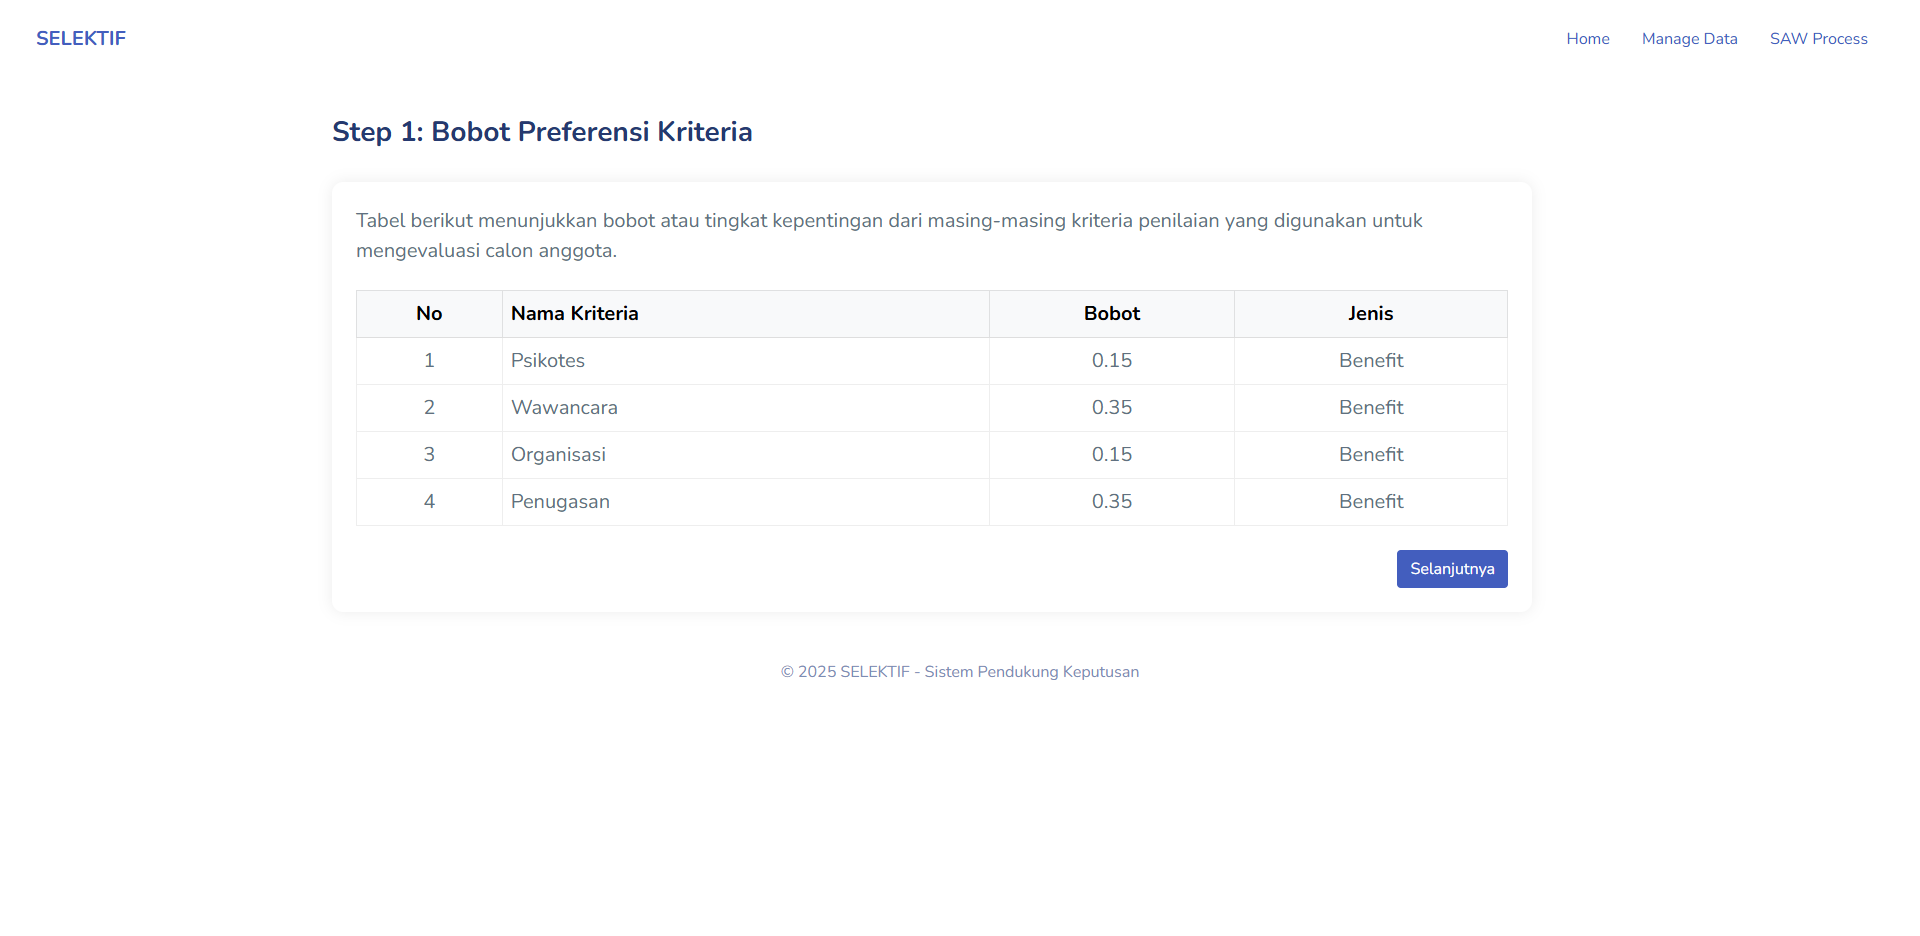 SELEKTIF
Home Manage Data SAW Process
Step 1: Bobot Preferensi Kriteria
Tabel berikut menunjukkan bobot atau tingkat kepentingan dari masing-masing kriteria penilaian yang digunakan untuk
mengevaluasi calon anggota.
No Nama Kriteria Bobot Jenis
1 Psikotes 0.15 Benefit
2 Wawancara 0.35 Benefit
3 Organisasi 0.15 Benefit
4 Penugasan 0.35 Benefit
Selanjutnya
© 2025 SELEKTIF - Sistem Pendukung Keputusan